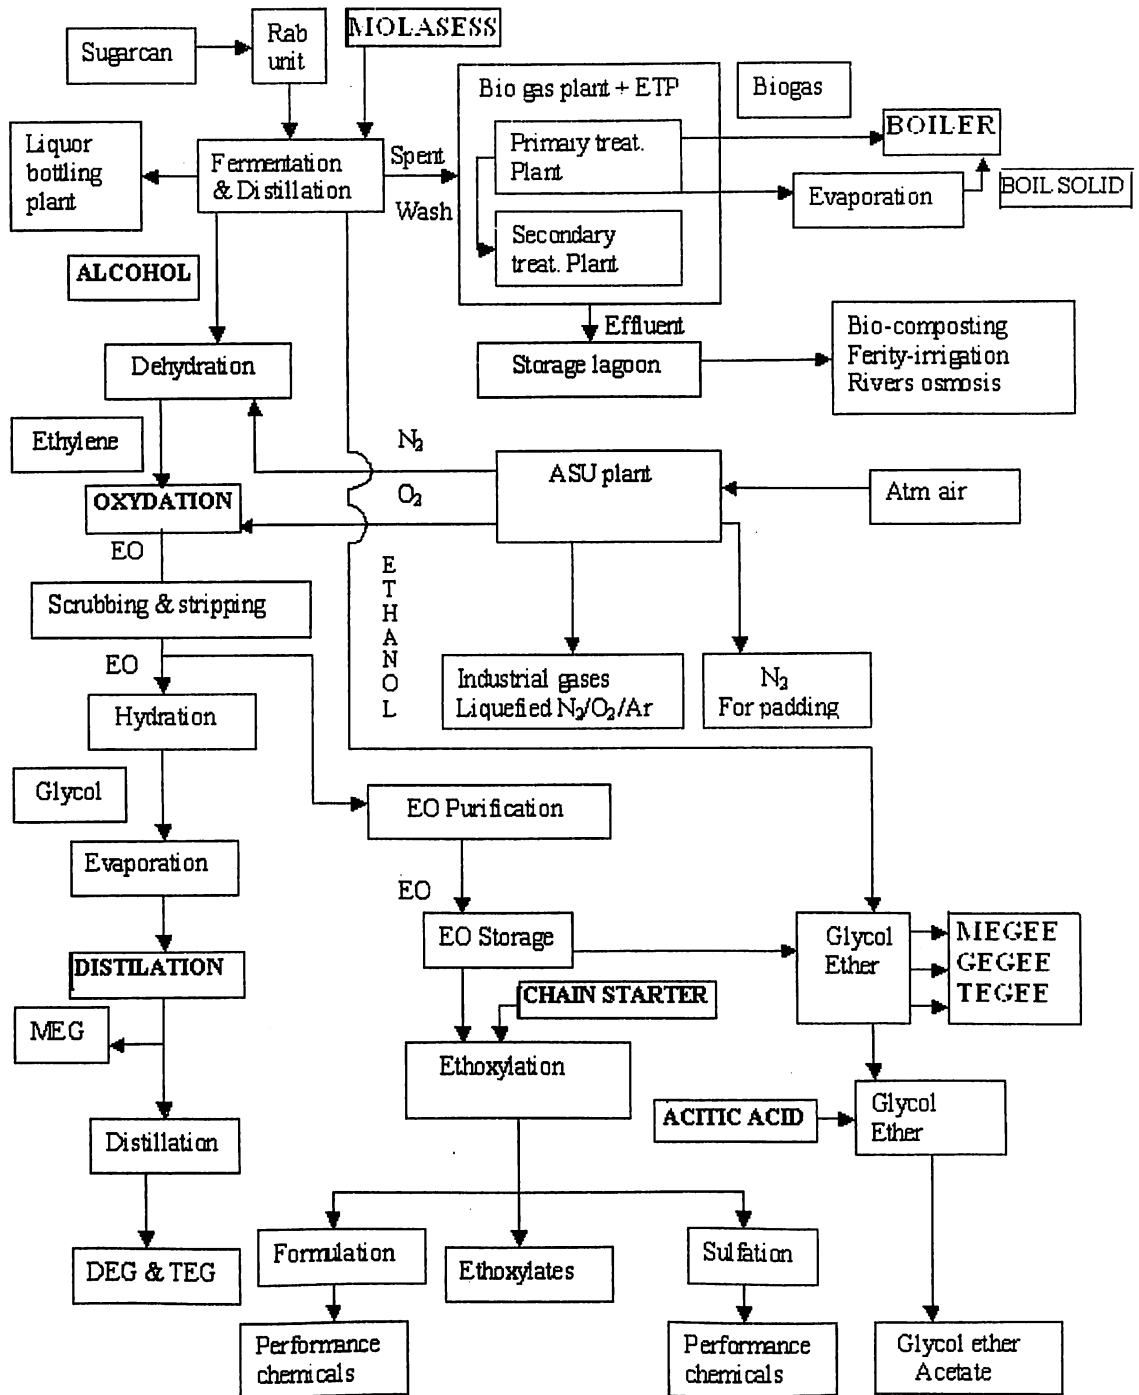 Sugarcan
Rab
unit
MOLASESS
Bio gas plant + ETP
Biogas
Liquor
bottling
plant
Fermentation
& Distillation
Spent
Wash
Primary treat.
Plant
BOILER
Evaporation
BOIL SOLID
Secondary
treat. Plant
ALCOHOL
Effluent
Dehydration
Storage lagoon
Bio-composting
Ferity-irrigation
Rivers osmosis
Ethylene
N₂
ASU plant
Atm air
OXYDATION
O₂
EO
ETHANOL
Scrubbing & stripping
EO
Industrial gases
Liquefied N₂/O₂/Ar
N₂
For padding
Hydration
Glycol
EO Purification
Evaporation
EO
EO Storage
Glycol
Ether
MEGEE
GEGEE
TEGEE
DISTILATION
CHAIN STARTER
MEG
Ethoxylation
ACITIC ACID
Glycol
Ether
Distillation
Formulation
Ethoxylates
Sulfation
DEG & TEG
Performance
chemicals
Performance
chemicals
Glycol ether
Acetate